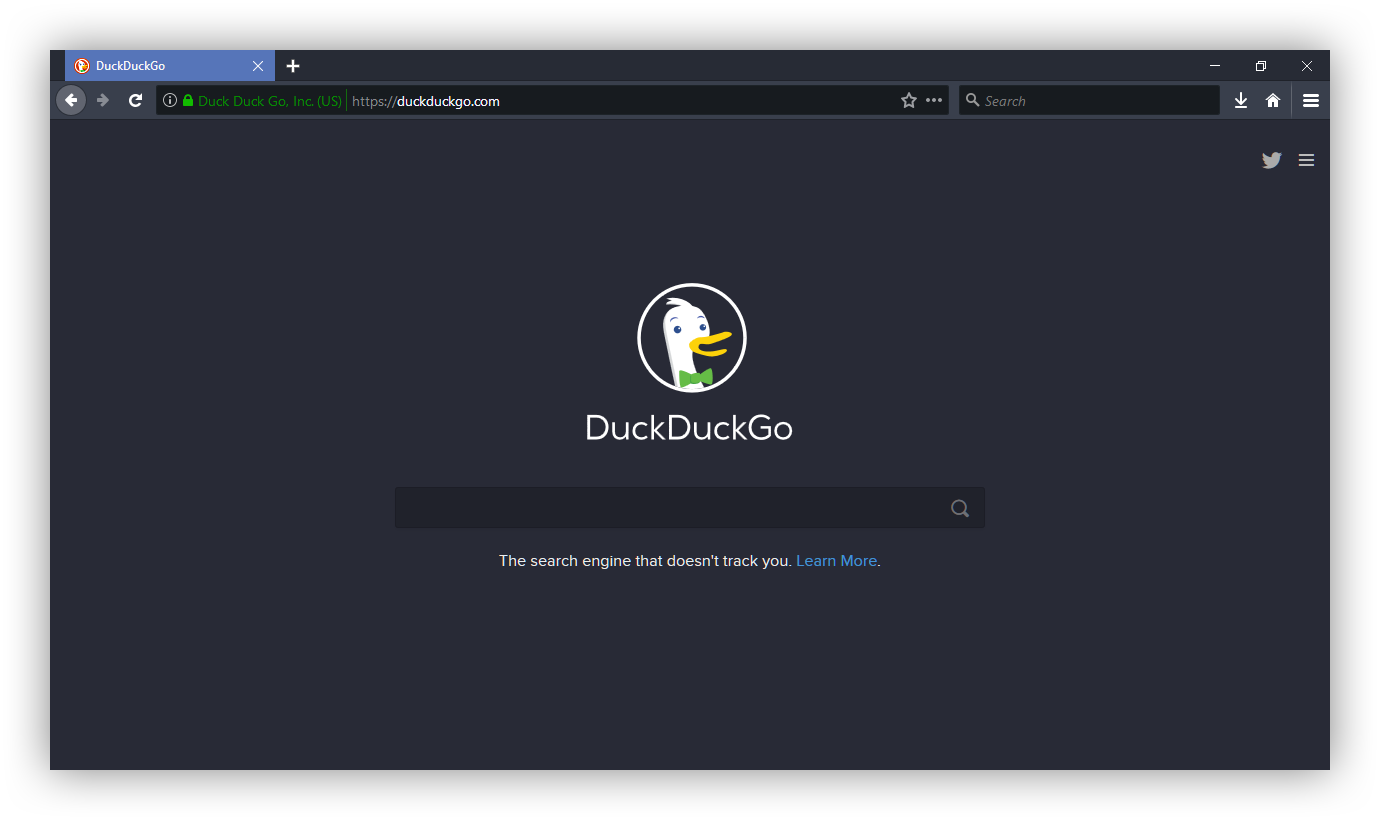 DuckDuckGo
Duck Duck Go, Inc. (US) https://duckduckgo.com
Search
DuckDuckGo
The search engine that doesn't track you. Learn More.